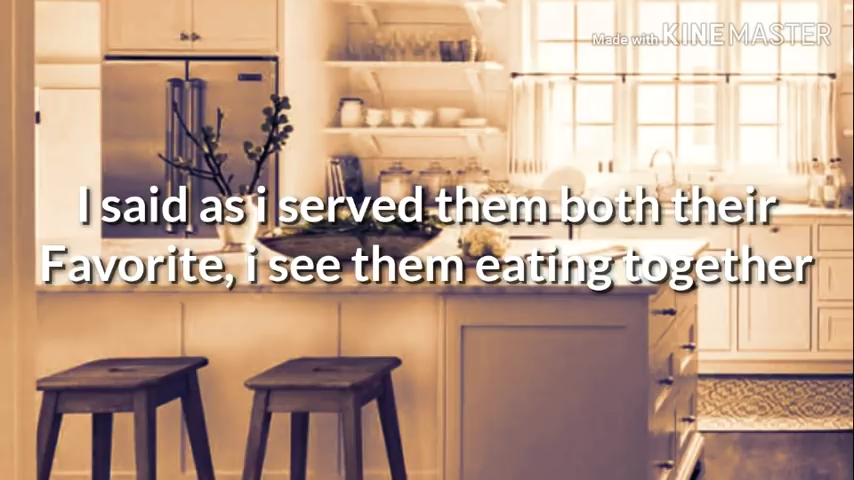 Made with KINEMASTER
I said as i served them both their
Favorite, i see them eating together